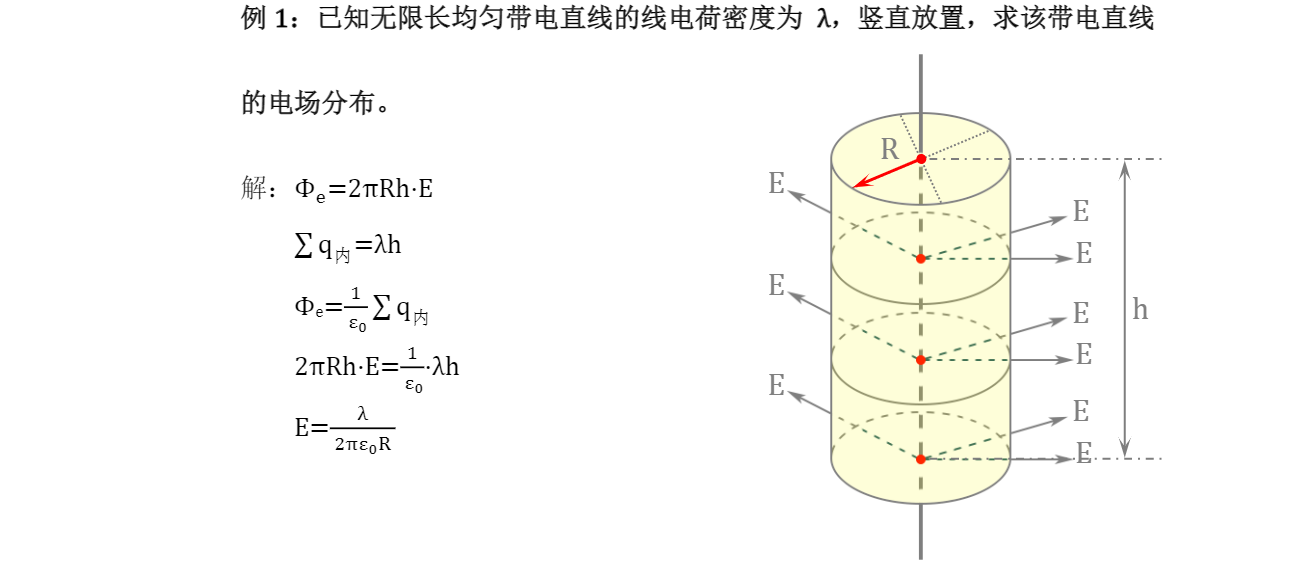 例 1：已知无限长均匀带电直线的线电荷密度为 λ，竖直放置，求该带电直线
的电场分布。
解：Φₑ=2πRh·E
∑q内=λh
Φₑ=1/ε₀ ∑q内
2πRh·E=1/ε₀·λh
E=λ/2πε₀R
R
E
E
E
E
E
E
h
E
E
E